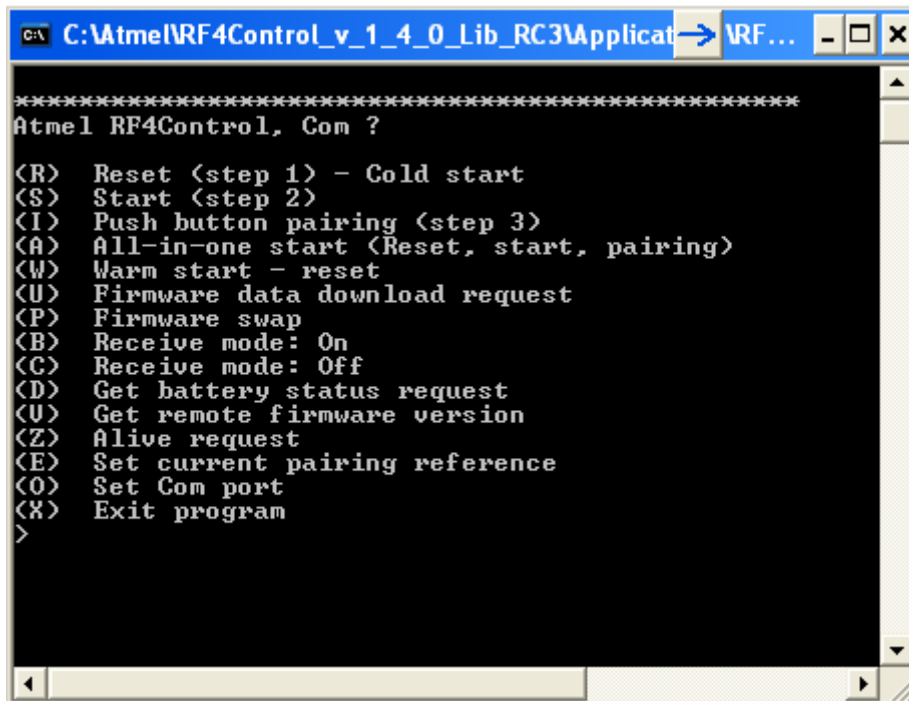 C:\Atmel\RF4Control_v_1_4_0_Lib_RC3\Applicat \RF...
**************************************************
Atmel RF4Control, Com ?
(R) Reset (step 1) - Cold start
(S) Start (step 2)
(I) Push button pairing (step 3)
(A) All-in-one start (Reset, start, pairing)
(W) Warm start - reset
(U) Firmware data download request
(P) Firmware swap
(B) Receive mode: On
(C) Receive mode: Off
(D) Get battery status request
(V) Get remote firmware version
(Z) Alive request
(E) Set current pairing reference
(O) Set Com port
(X) Exit program
>